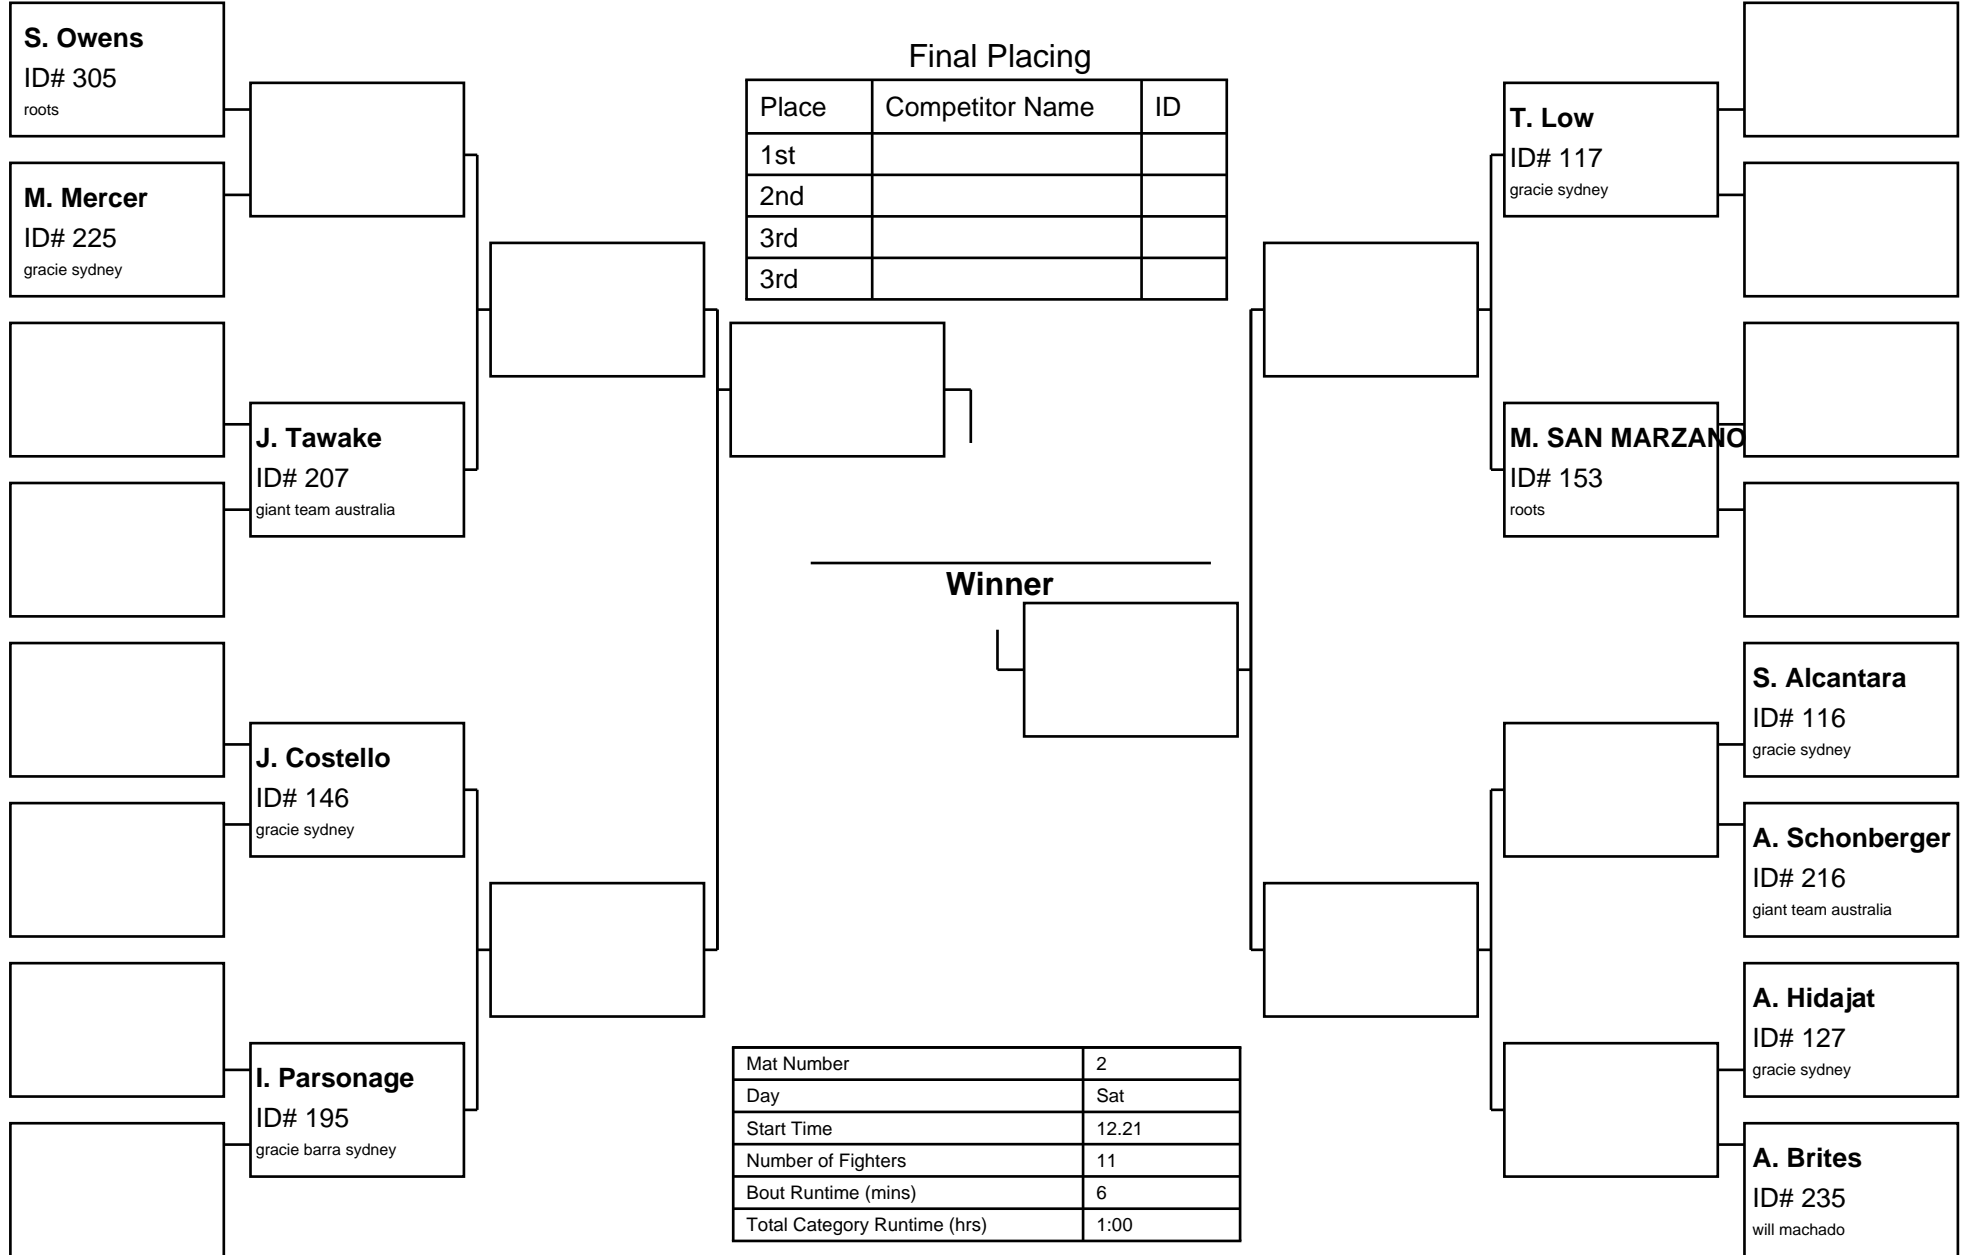 S. Owens
ID# 305
roots
M. Mercer
ID# 225
gracie sydney
J. Tawake
ID# 207
giant team australia
J. Costello
ID# 146
gracie sydney
I. Parsonage
ID# 195
gracie barra sydney
Final Placing
Place Competitor Name ID
1st
2nd
3rd
3rd
Winner
Mat Number 2
Day Sat
Start Time 12.21
Number of Fighters 11
Bout Runtime (mins) 6
Total Category Runtime (hrs) 1:00
T. Low
ID# 117
gracie sydney
M. SAN MARZANO
ID# 153
roots
S. Alcantara
ID# 116
gracie sydney
A. Schonberger
ID# 216
giant team australia
A. Hidajat
ID# 127
gracie sydney
A. Brites
ID# 235
will machado